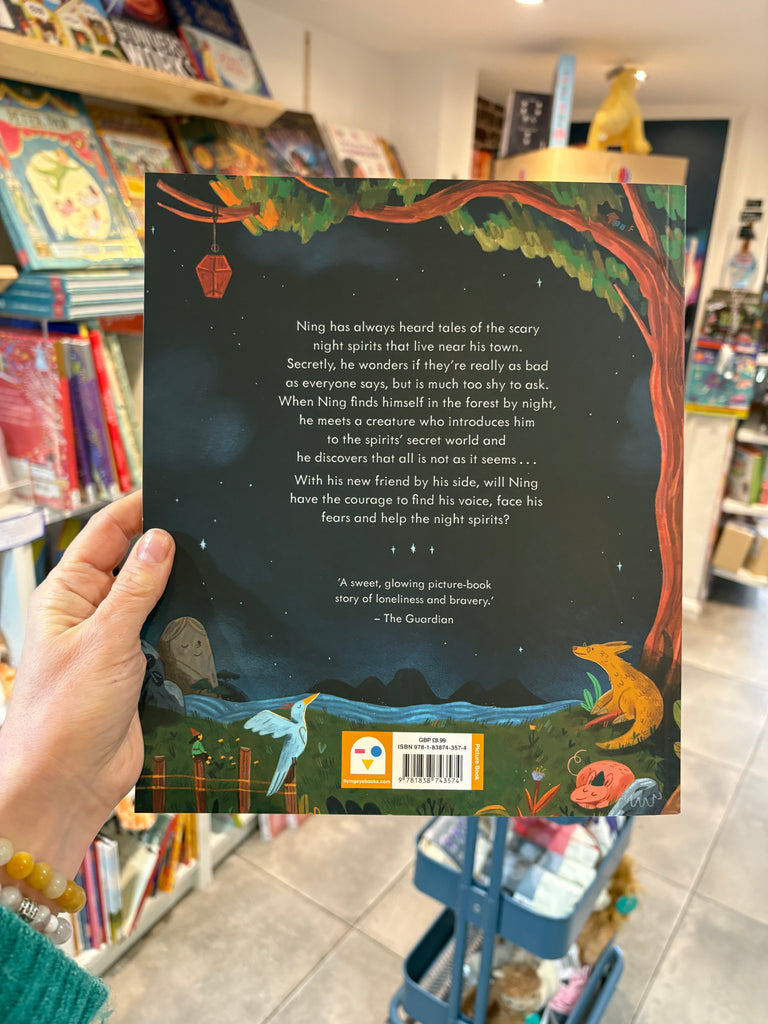 Ning has always heard tales of the scary
night spirits that live near his town.
Secretly, he wonders if they're really as bad
as everyone says, but is much too shy to ask.
When Ning finds himself in the forest by night,
he meets a creature who introduces him
to the spirits' secret world and
he discovers that all is not as it seems . . .
With his new friend by his side, will Ning
have the courage to find his voice, face his
fears and help the night spirits?
'A sweet, glowing picture-book
story of loneliness and bravery.'
– The Guardian
GBP £8.99
ISBN 978-1-83874-357-4
9 781838 743574
flyingeyebooks.com
Picture Book